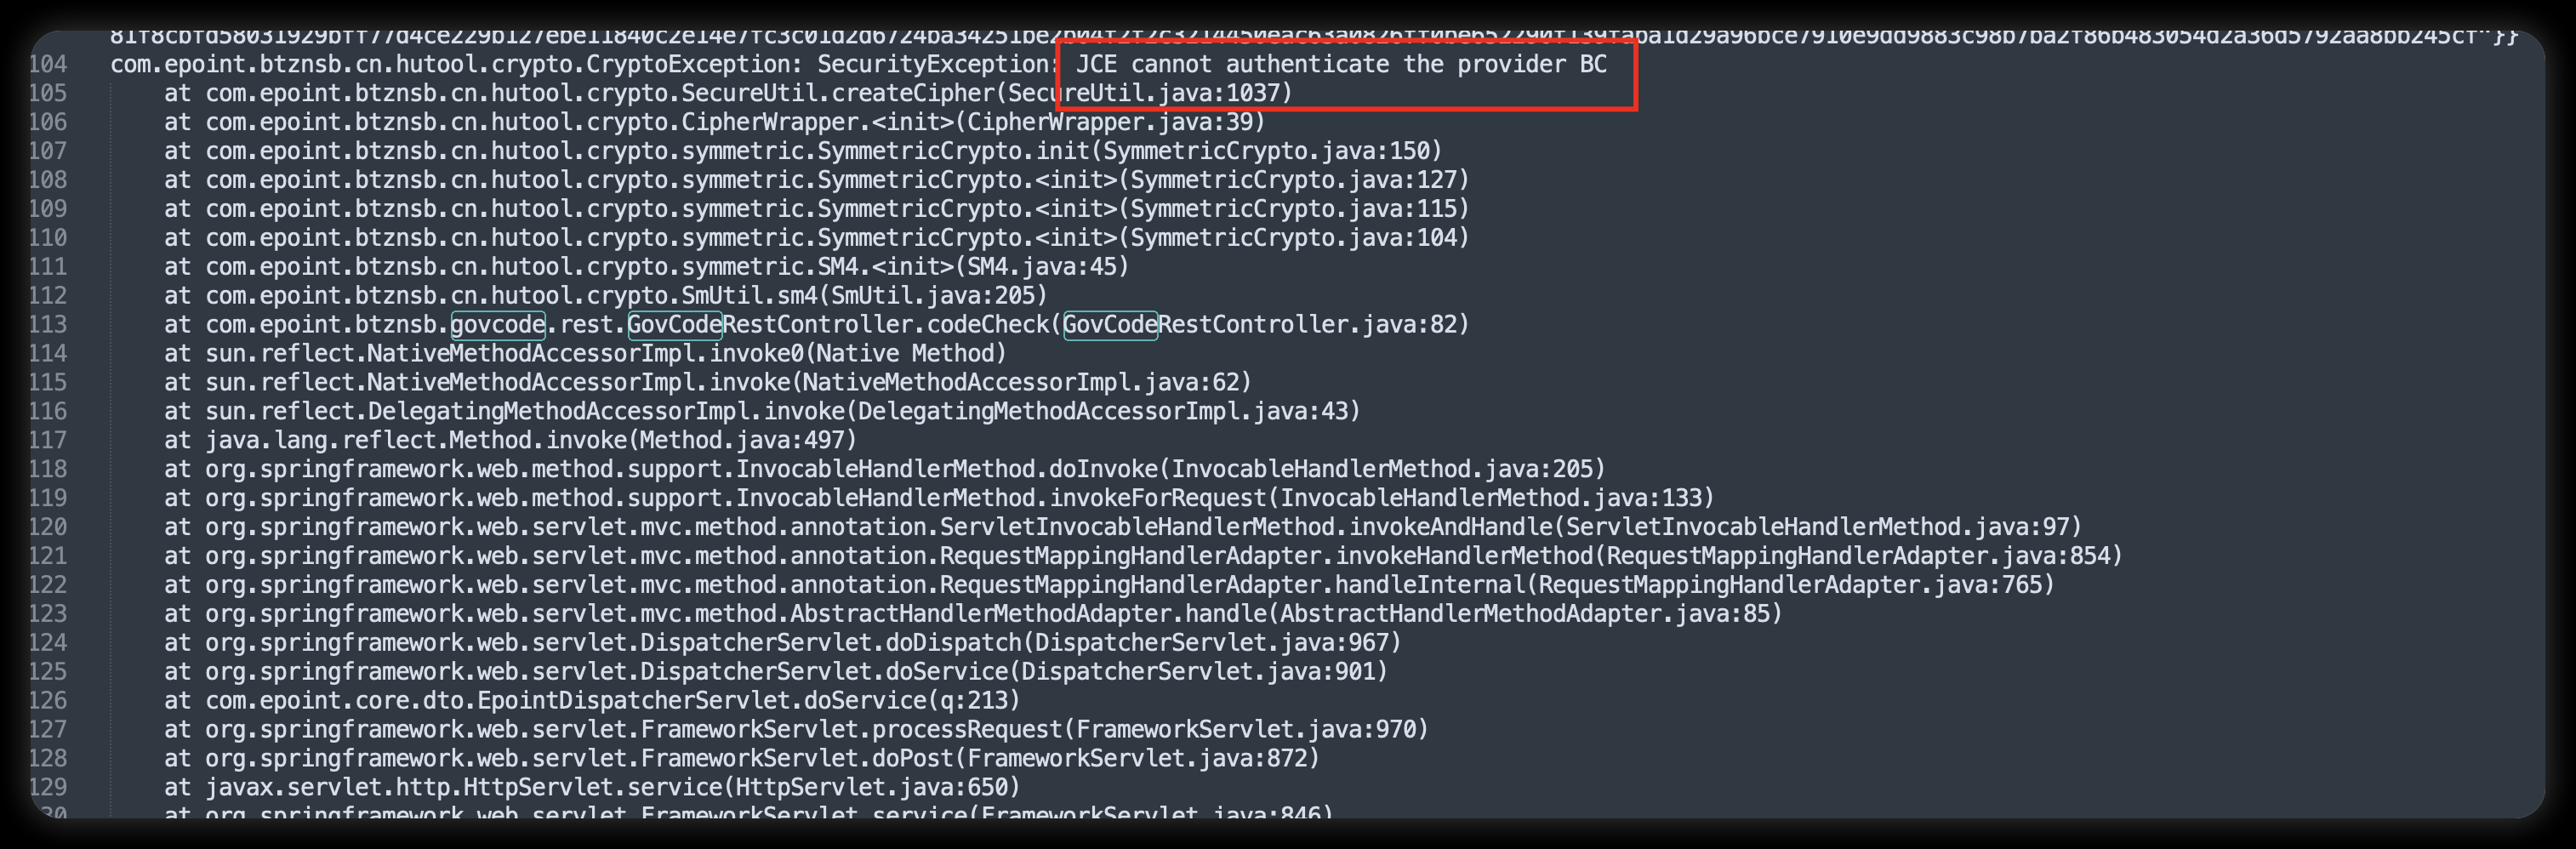 81f8cbfd58031929bff77d4ce229b127ebe11840c2e14e7fc3c01d2d6724ba34251be2b04f2f2c3214450eac63a0826ff0be652290f139faba1d29a96bce7910e9dd9883c98b7ba2f86b483054d2a36d5792aa8bb245cf"}}
104 com.epoint.btznsb.cn.hutool.crypto.CryptoException: SecurityException: JCE cannot authenticate the provider BC
105 at com.epoint.btznsb.cn.hutool.crypto.SecureUtil.createCipher(SecureUtil.java:1037)
106 at com.epoint.btznsb.cn.hutool.crypto.CipherWrapper.<init>(CipherWrapper.java:39)
107 at com.epoint.btznsb.cn.hutool.crypto.symmetric.SymmetricCrypto.init(SymmetricCrypto.java:150)
108 at com.epoint.btznsb.cn.hutool.crypto.symmetric.SymmetricCrypto.<init>(SymmetricCrypto.java:127)
109 at com.epoint.btznsb.cn.hutool.crypto.symmetric.SymmetricCrypto.<init>(SymmetricCrypto.java:115)
110 at com.epoint.btznsb.cn.hutool.crypto.symmetric.SymmetricCrypto.<init>(SymmetricCrypto.java:104)
111 at com.epoint.btznsb.cn.hutool.crypto.symmetric.SM4.<init>(SM4.java:45)
112 at com.epoint.btznsb.cn.hutool.crypto.SmUtil.sm4(SmUtil.java:205)
113 at com.epoint.btznsb.govcode.rest.GovCodeRestController.codeCheck(GovCodeRestController.java:82)
114 at sun.reflect.NativeMethodAccessorImpl.invoke0(Native Method)
115 at sun.reflect.NativeMethodAccessorImpl.invoke(NativeMethodAccessorImpl.java:62)
116 at sun.reflect.DelegatingMethodAccessorImpl.invoke(DelegatingMethodAccessorImpl.java:43)
117 at java.lang.reflect.Method.invoke(Method.java:497)
118 at org.springframework.web.method.support.InvocableHandlerMethod.doInvoke(InvocableHandlerMethod.java:205)
119 at org.springframework.web.method.support.InvocableHandlerMethod.invokeForRequest(InvocableHandlerMethod.java:133)
120 at org.springframework.web.servlet.mvc.method.annotation.ServletInvocableHandlerMethod.invokeAndHandle(ServletInvocableHandlerMethod.java:97)
121 at org.springframework.web.servlet.mvc.method.annotation.RequestMappingHandlerAdapter.invokeHandlerMethod(RequestMappingHandlerAdapter.java:854)
122 at org.springframework.web.servlet.mvc.method.annotation.RequestMappingHandlerAdapter.handleInternal(RequestMappingHandlerAdapter.java:765)
123 at org.springframework.web.servlet.mvc.method.AbstractHandlerMethodAdapter.handle(AbstractHandlerMethodAdapter.java:85)
124 at org.springframework.web.servlet.DispatcherServlet.doDispatch(DispatcherServlet.java:967)
125 at org.springframework.web.servlet.DispatcherServlet.doService(DispatcherServlet.java:901)
126 at com.epoint.core.dto.EpointDispatcherServlet.doService(q:213)
127 at org.springframework.web.servlet.FrameworkServlet.processRequest(FrameworkServlet.java:970)
128 at org.springframework.web.servlet.FrameworkServlet.doPost(FrameworkServlet.java:872)
129 at javax.servlet.http.HttpServlet.service(HttpServlet.java:650)
130 at org.springframework.web.servlet.FrameworkServlet.service(FrameworkServlet.java:846)